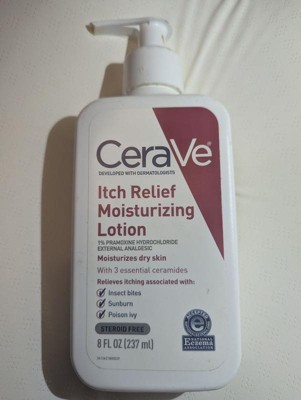 CeraVe
DEVELOPED WITH DERMATOLOGISTS
Itch Relief
Moisturizing
Lotion
1% PRAMOXINE HYDROCHLORIDE
EXTERNAL ANALGESIC
Moisturizes dry skin
With 3 essential ceramides
Relieves itching associated with:
Insect bites
Sunburn
Poison ivy
STEROID FREE
8 FL OZ (237 ml)
NATIONAL
Eczema
ASSOCIATION